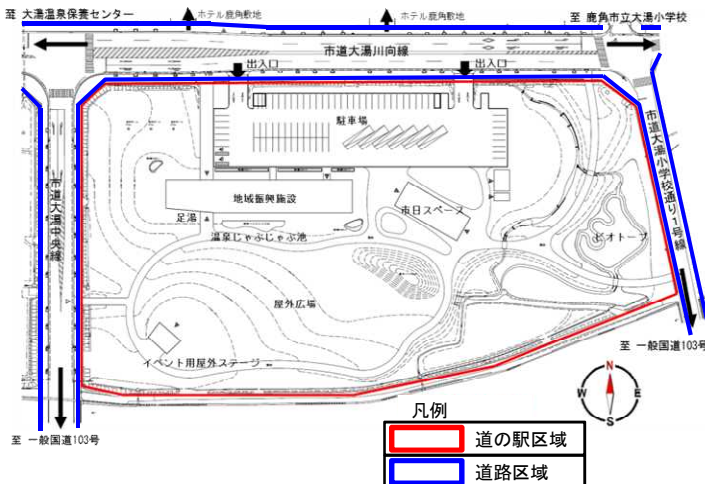 至 大湯温泉保養センター
ホテル鹿角敷地
ホテル鹿角敷地
至 鹿角市立大湯小学校
市道大湯川向線
出入口
出入口
駐車場
市道大湯小学校通り1号線
市道大湯中央線
地域振興施設
市日スペース
足湯
温泉じゃぶじゃぶ池
ビオトープ
屋外広場
イベント用屋外ステージ
至 一般国道103号
至 一般国道103号
N
W
E
S
凡例
道の駅区域
道路区域